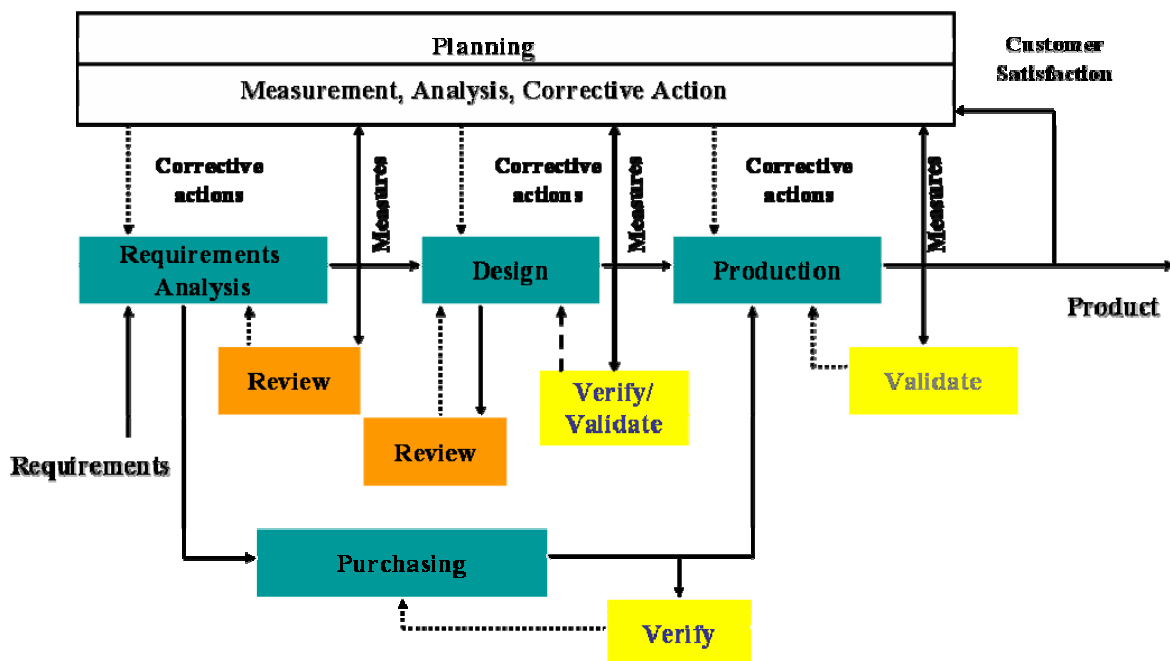 Planning
Customer
Satisfaction
Measurement, Analysis, Corrective Action
Corrective
actions
Measures
Corrective
actions
Measures
Corrective
actions
Measures
Requirements
Analysis
Design
Production
Product
Review
Verify/
Validate
Validate
Review
Requirements
Purchasing
Verify